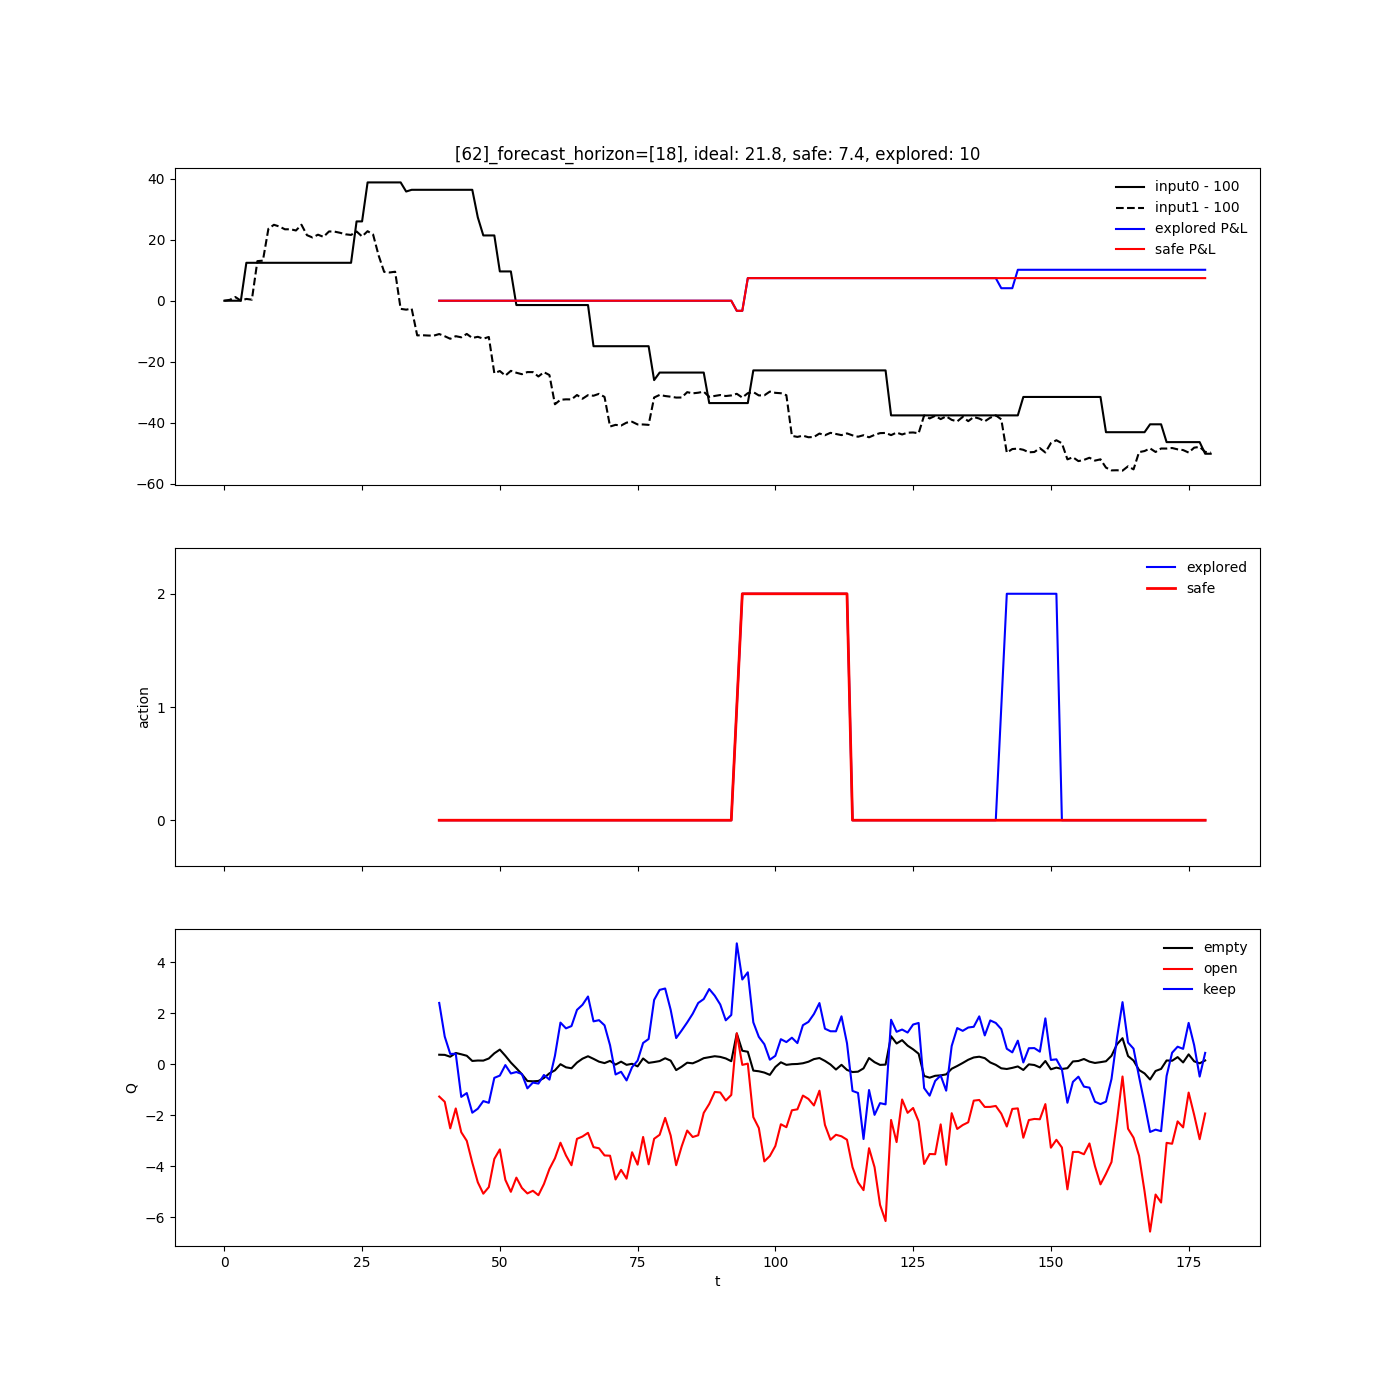 [62]_forecast_horizon=[18], ideal: 21.8, safe: 7.4, explored: 10
40
20
0
−20
−40
−60
input0 - 100
input1 - 100
explored P&L
safe P&L
action
2
1
0
explored
safe
Q
4
2
0
−2
−4
−6
empty
open
keep
0 25 50 75 100 125 150 175
t